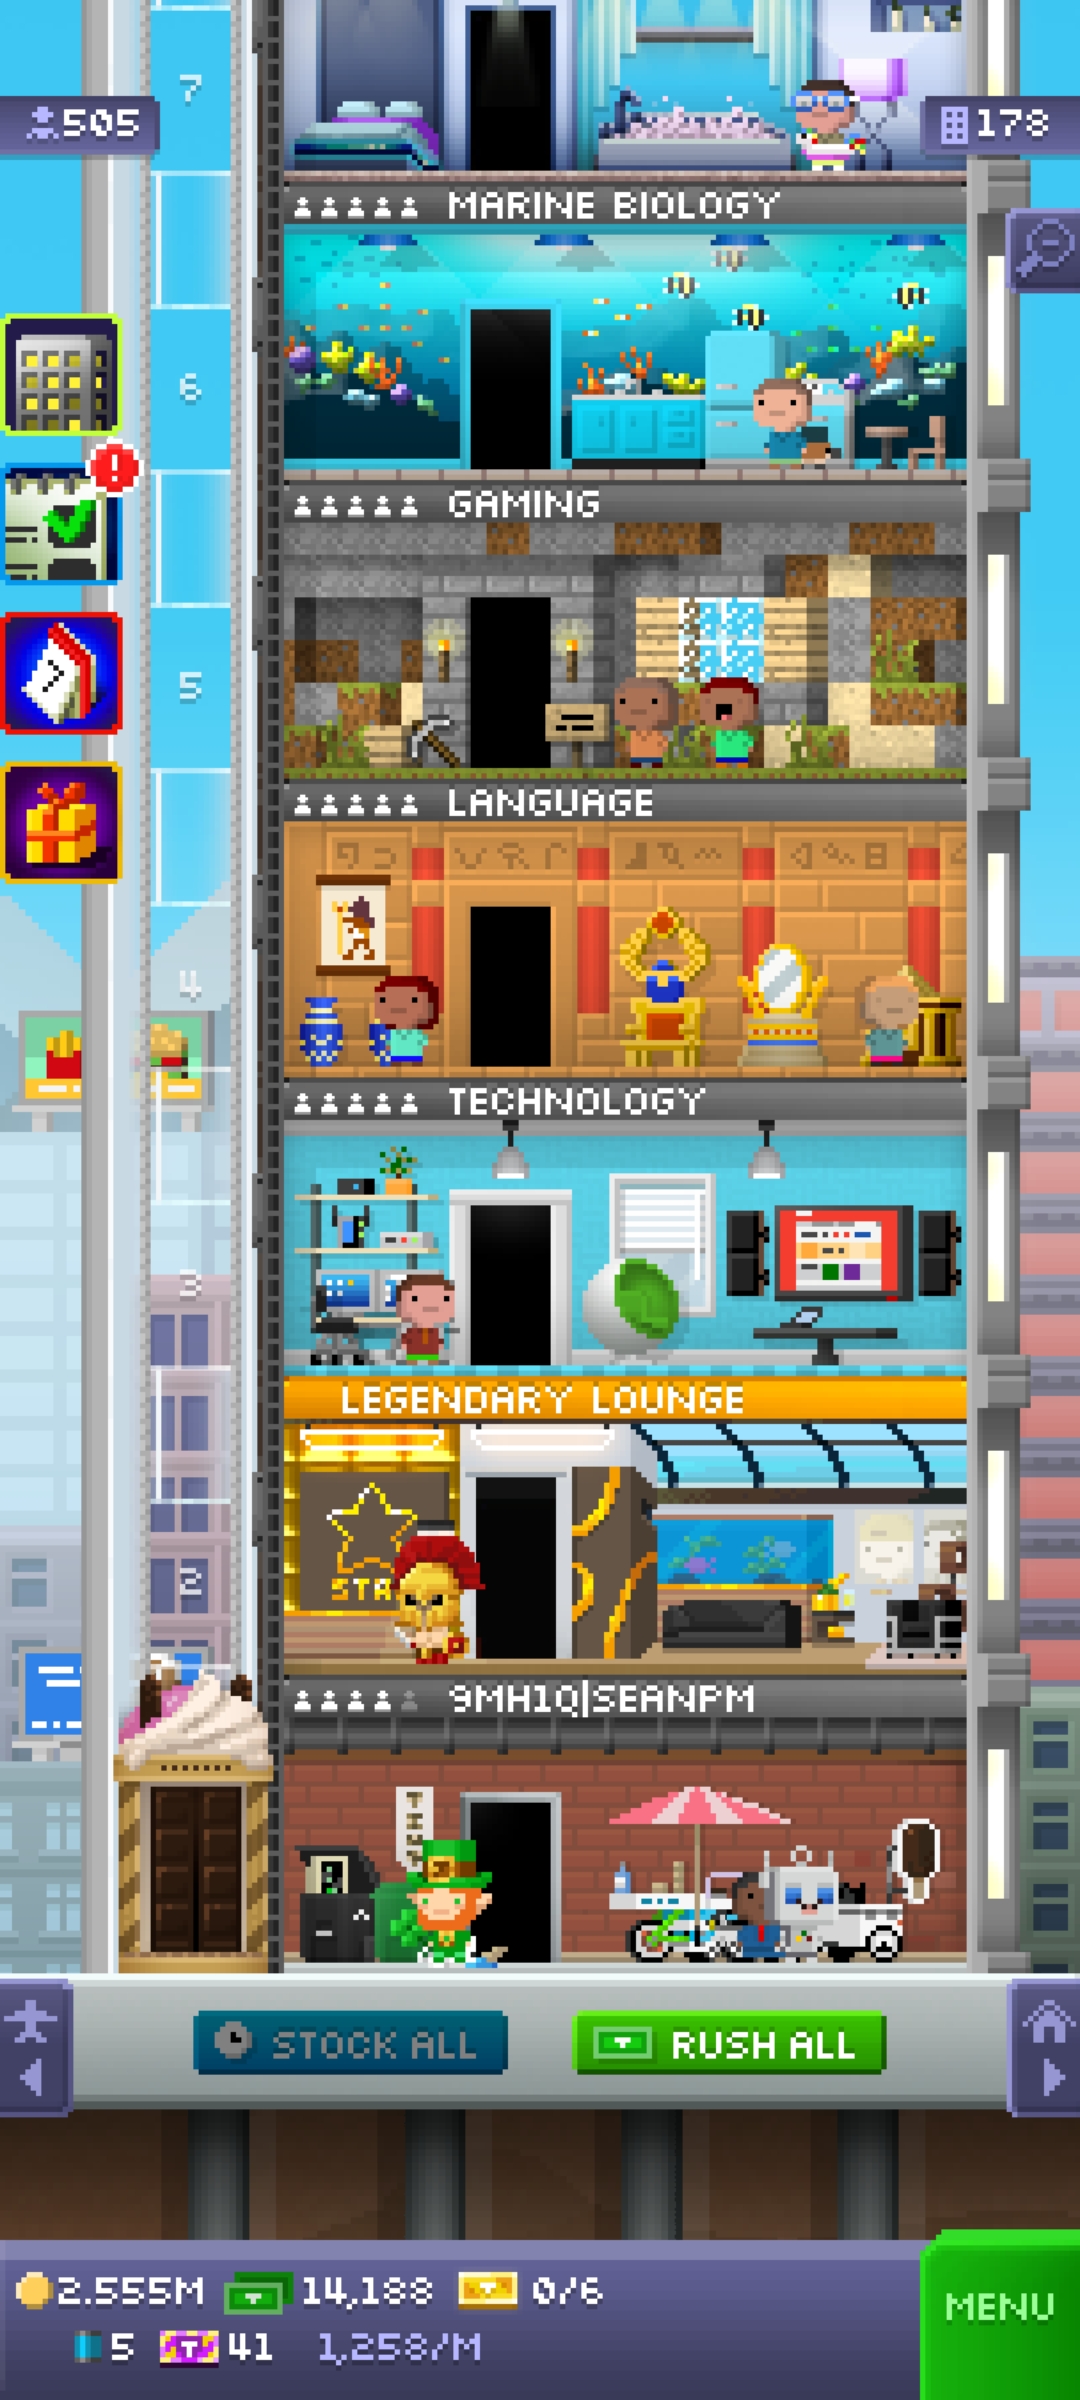 7
505
178
MARINE BIOLOGY
6
GAMING
5
LANGUAGE
4
TECHNOLOGY
3
LEGENDARY LOUNGE
STA
2
9MH1Q|SEANPM
STOCK ALL
RUSH ALL
2.555M 14,188 0/6
MENU
5 41 1,258/M